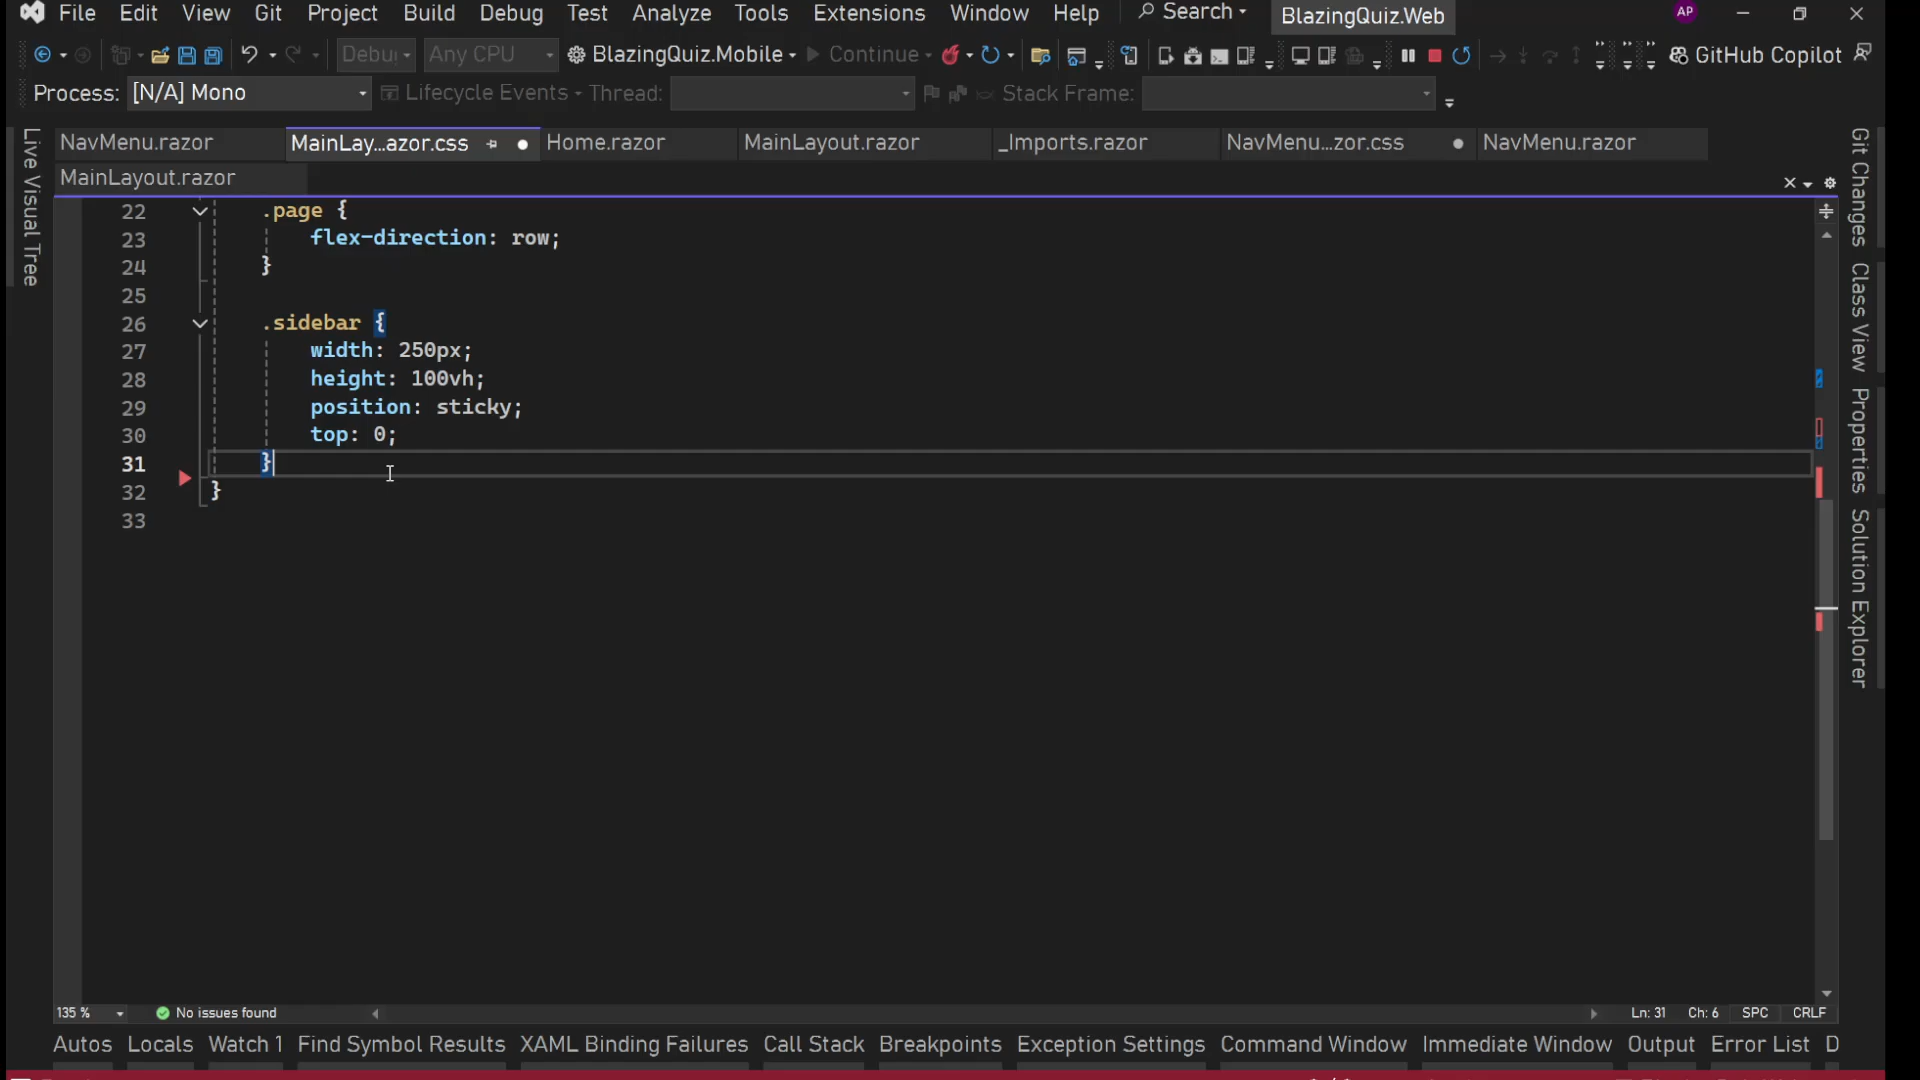 File Edit View Git Project Build Debug Test Analyze Tools Extensions Window Help Search BlazingQuiz.Web AP
Debug Any CPU BlazingQuiz.Mobile Continue GitHub Copilot
Process: [N/A] Mono Lifecycle Events Thread: Stack Frame:
NavMenu.razor MainLay...azor.css Home.razor MainLayout.razor _Imports.razor NavMenu...zor.css NavMenu.razor
MainLayout.razor
Live Visual Tree
22 .page {
23 flex-direction: row;
24 }
25
26 .sidebar {
27 width: 250px;
28 height: 100vh;
29 position: sticky;
30 top: 0;
31 }
32 }
33
Git Changes
Class View
Properties
Solution Explorer
135 % No issues found Ln: 31 Ch: 6 SPC CRLF
Autos Locals Watch 1 Find Symbol Results XAML Binding Failures Call Stack Breakpoints Exception Settings Command Window Immediate Window Output Error List D